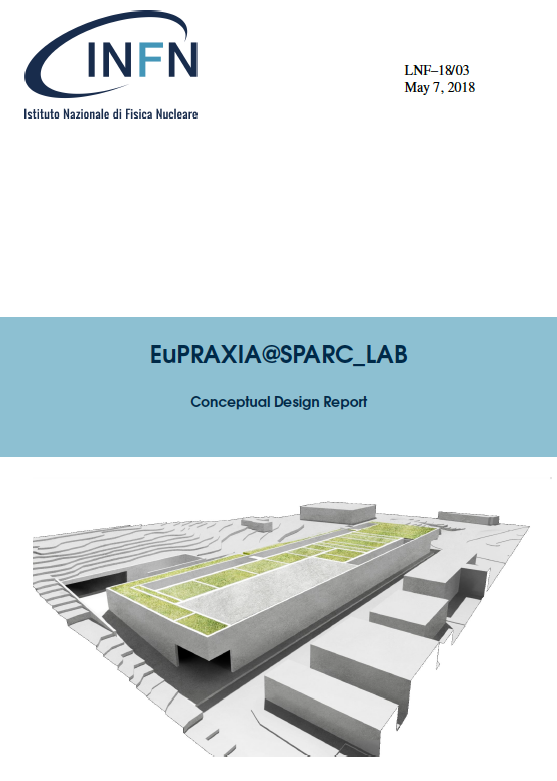 INFN
Istituto Nazionale di Fisica Nucleare
LNF–18/03
May 7, 2018
EuPRAXIA@SPARC_LAB
Conceptual Design Report